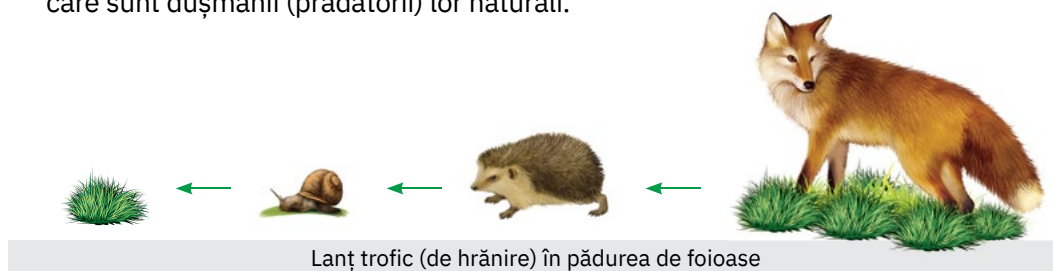 care sunt dușmanii (prădătorii) lor naturali.
Lanț trofic (de hrănire) în pădurea de foioase